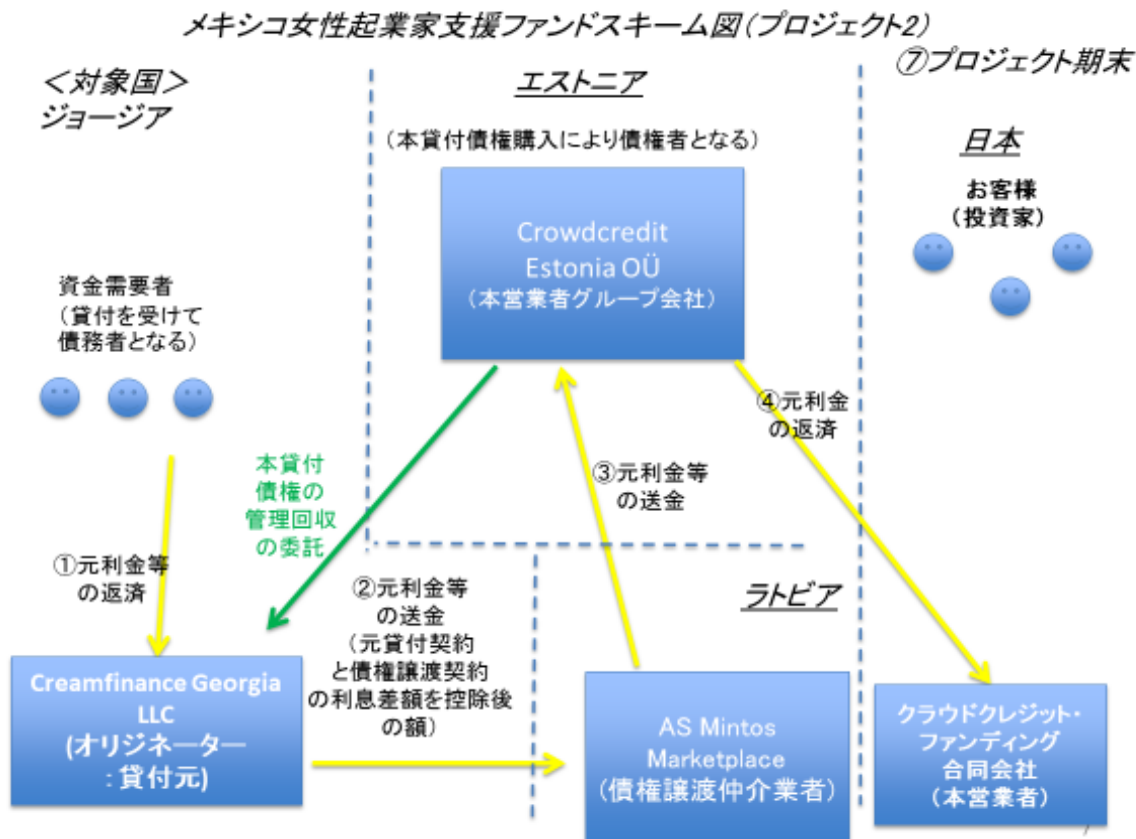 メキシコ女性起業家支援ファンドスキーム図(プロジェクト2)
⑦プロジェクト期末
<対象国>
ジョージア
エストニア
(本貸付債権購入により債権者となる)
日本
お客様
(投資家)
Crowdcredit
Estonia OÜ
(本営業者グループ会社)
資金需要者
(貸付を受けて
債務者となる)
④元利金
の返済
本貸付
債権の
管理回収
の委託
③元利金等
の送金
①元利金等
の返済
②元利金等
の送金
(元貸付契約
と債権譲渡契約
の利息差額を控除後
の額)
ラトビア
Creamfinance Georgia
LLC
(オリジネーター
:貸付元)
AS Mintos
Marketplace
(債権譲渡仲介業者)
クラウドクレジット・
ファンディング
合同会社
(本営業者)